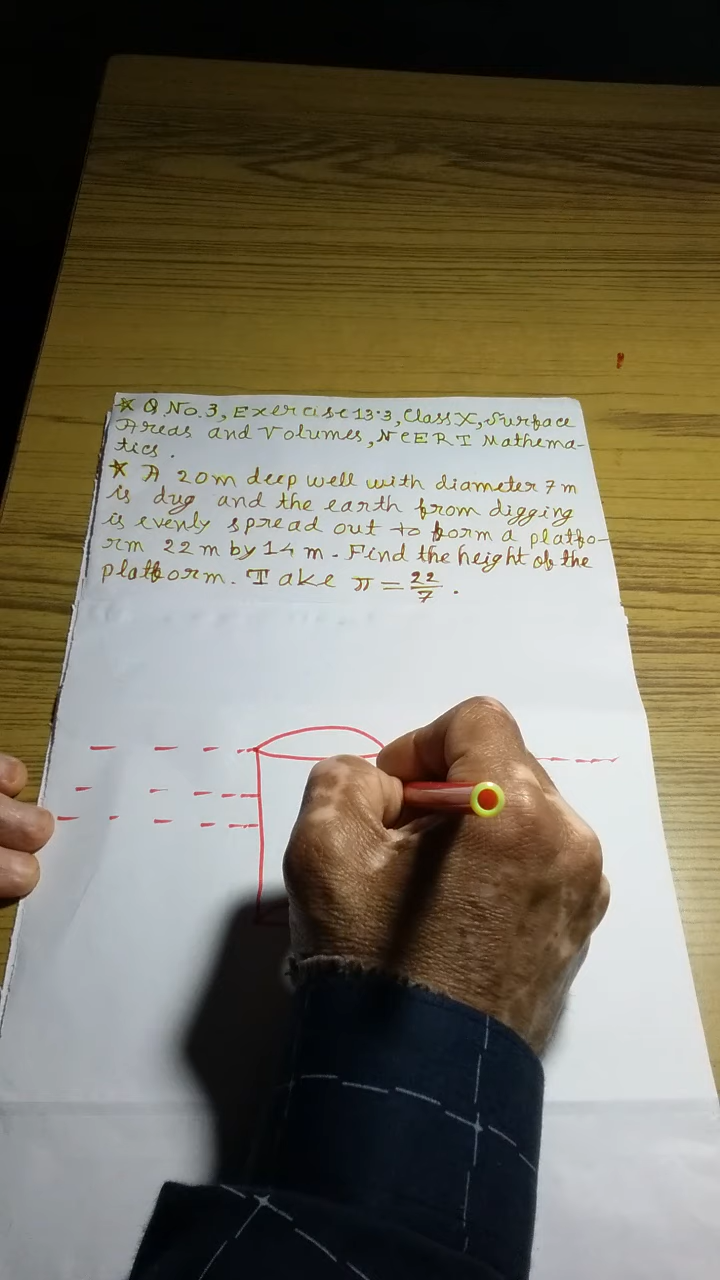 * Q.No.3, Exercise 13.3, Class X, Surface
Areas and Volumes, NCERT Mathema-
tics.
* A 20m deep well with diameter 7m
is dug and the earth from digging
is evenly spread out to form a platfo-
rm 22 m by 14 m. Find the height of the
platform. Take π = 22/7.